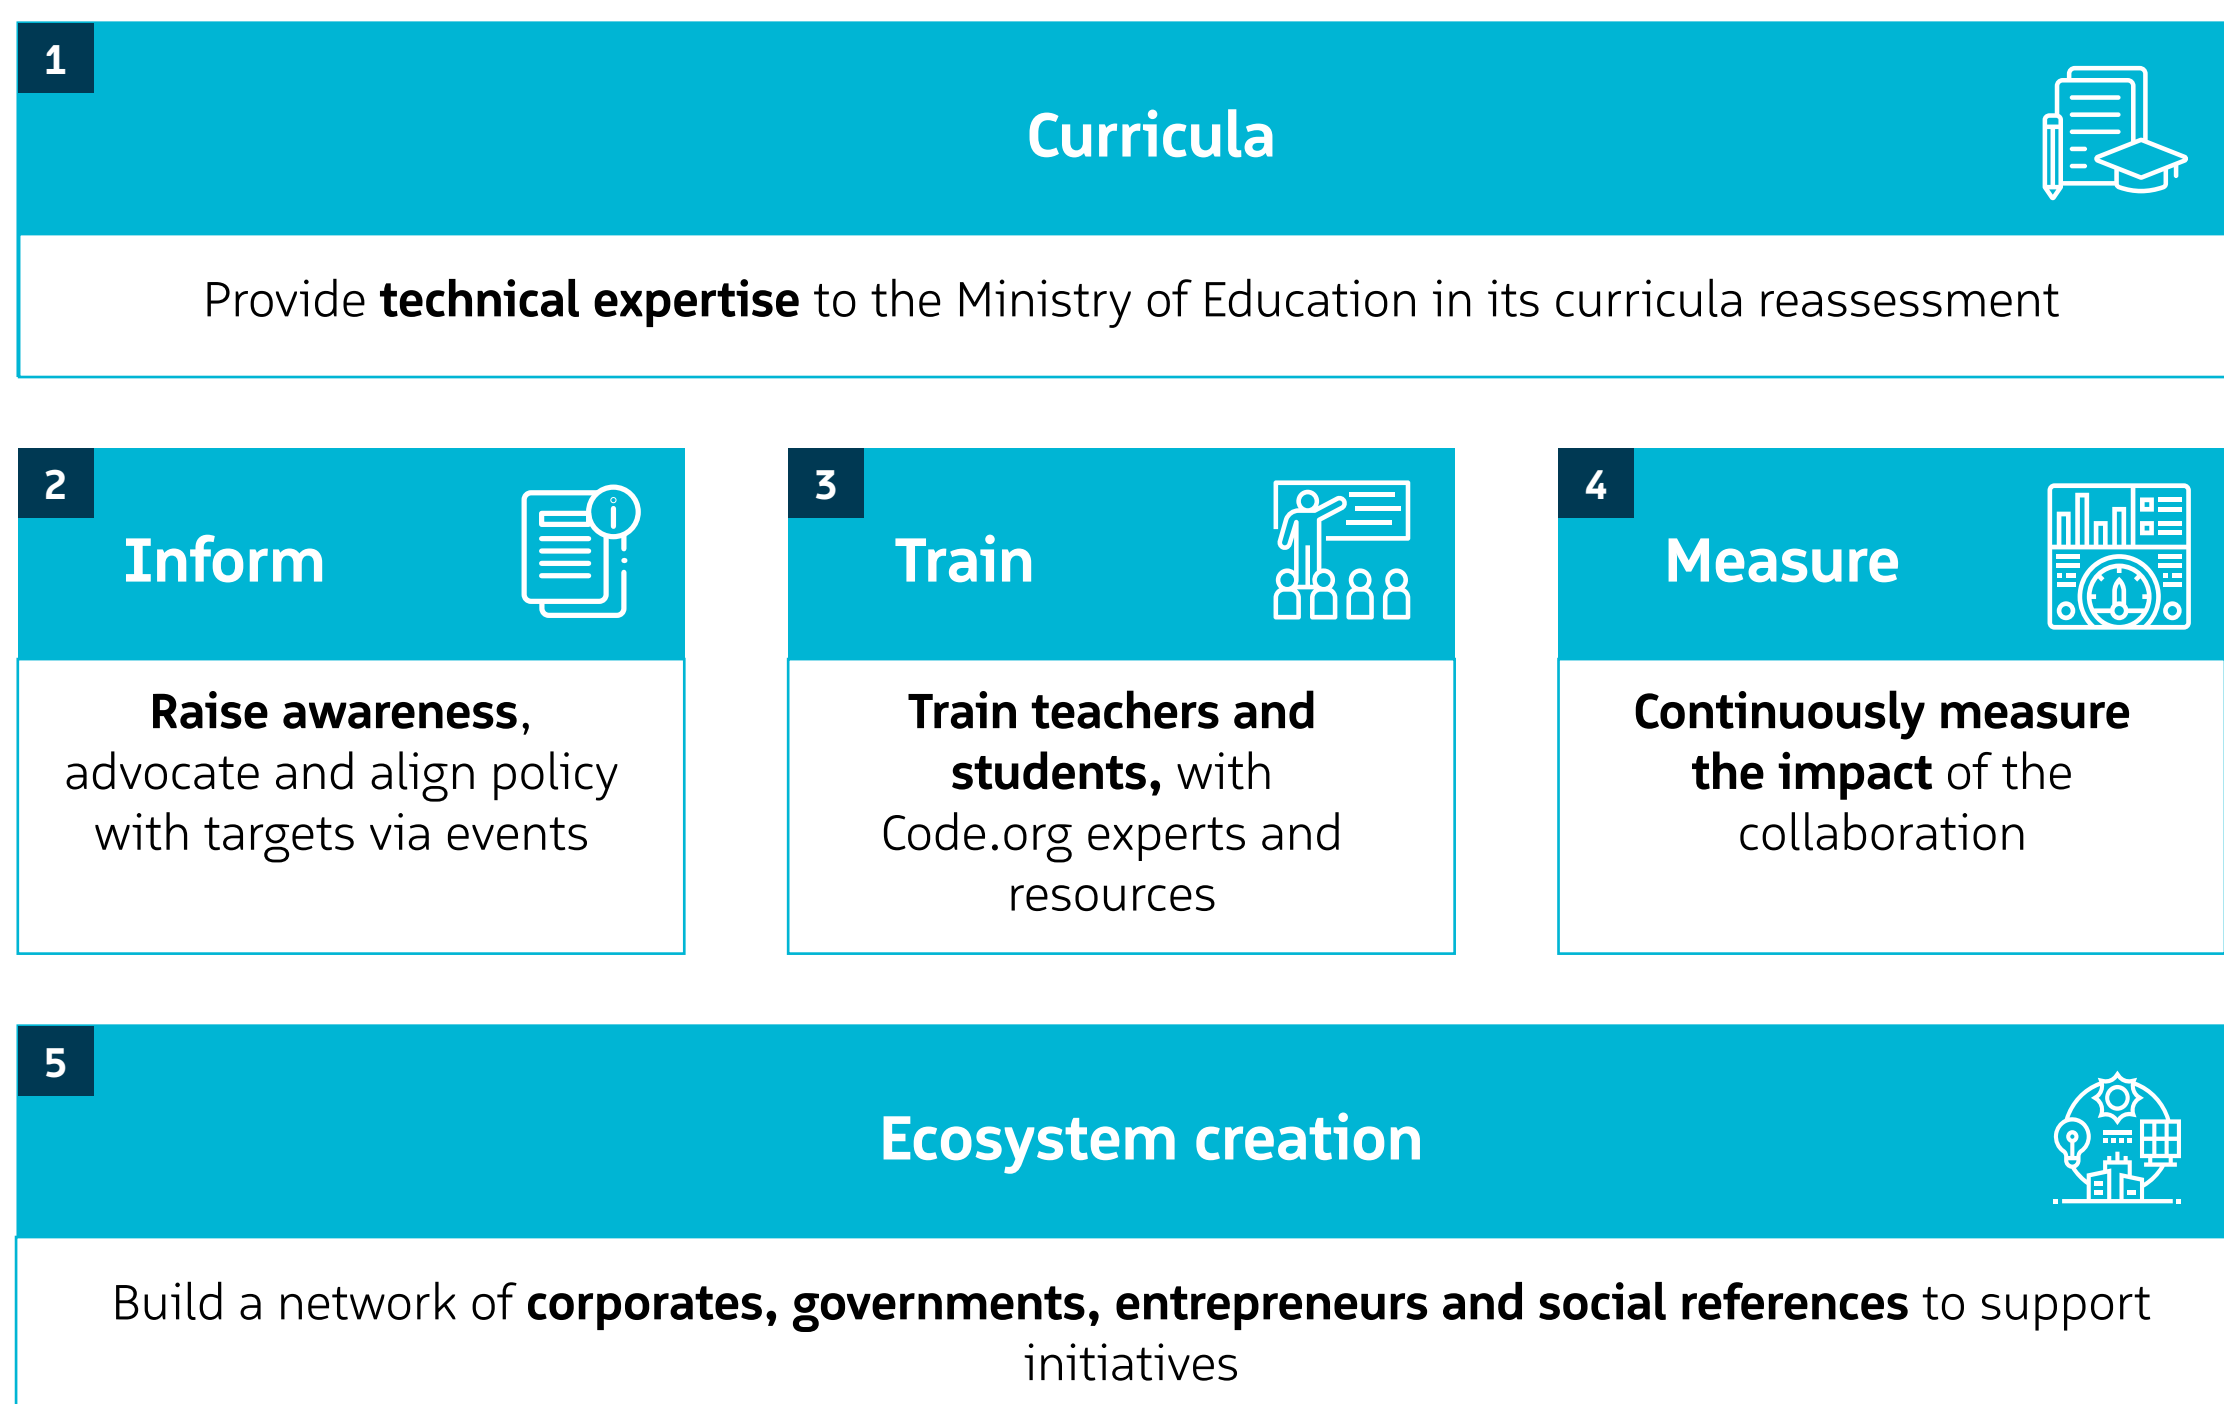 1
Curricula
Provide technical expertise to the Ministry of Education in its curricula reassessment
2
Inform
Raise awareness,
advocate and align policy
with targets via events
3
Train
Train teachers and
students, with
Code.org experts and
resources
4
Measure
Continuously measure
the impact of the
collaboration
5
Ecosystem creation
Build a network of corporates, governments, entrepreneurs and social references to support
initiatives